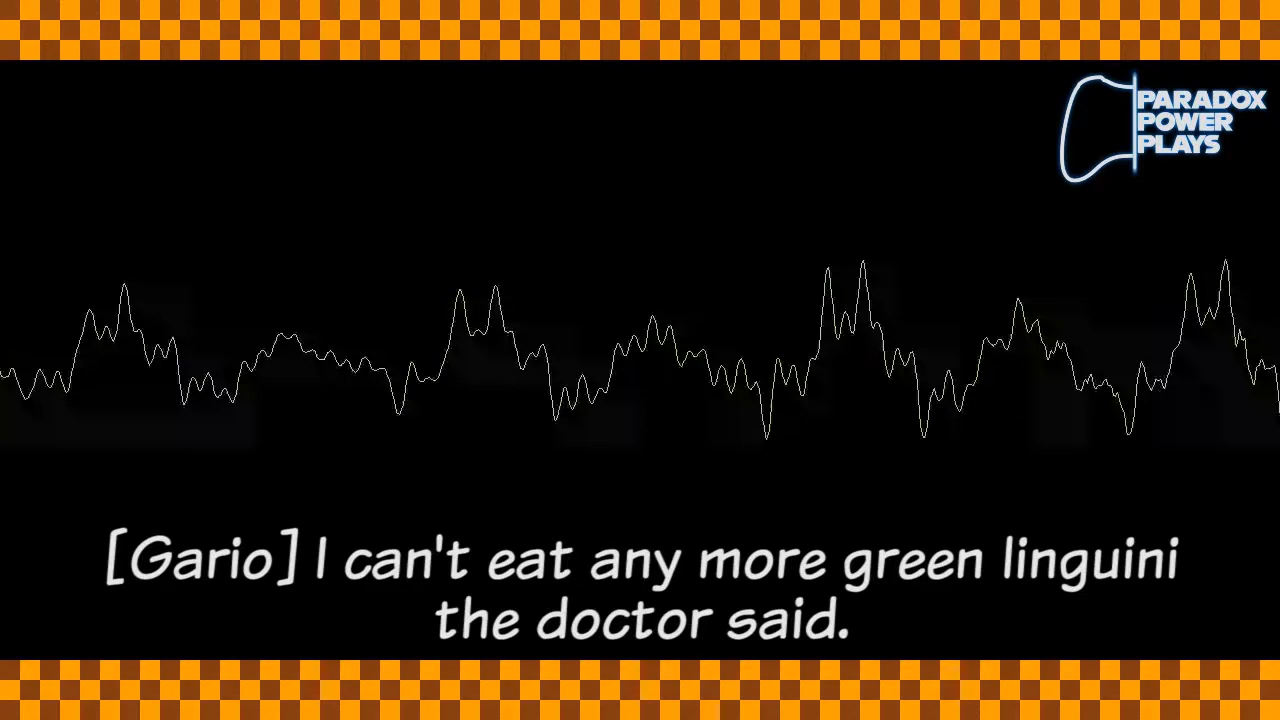 PARADOX
POWER
PLAYS
[Gario] I can't eat any more green linguini
the doctor said.